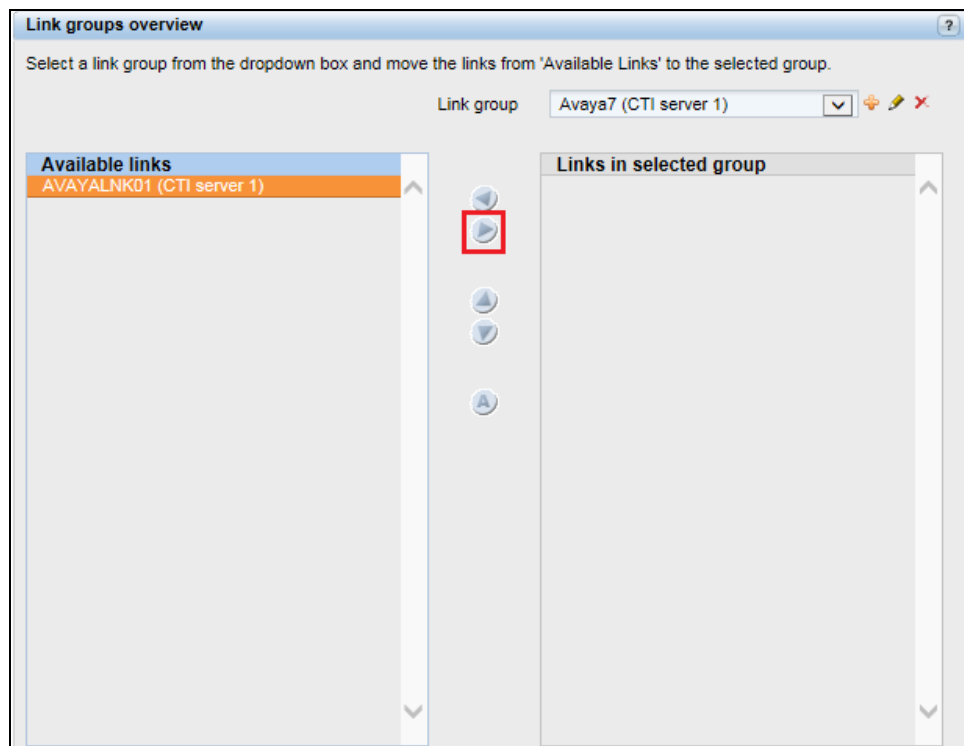 Link groups overview
?
Select a link group from the dropdown box and move the links from 'Available Links' to the selected group.
Link group Avaya7 (CTI server 1)
Available links
Links in selected group
AVAYALNK01 (CTI server 1)
A